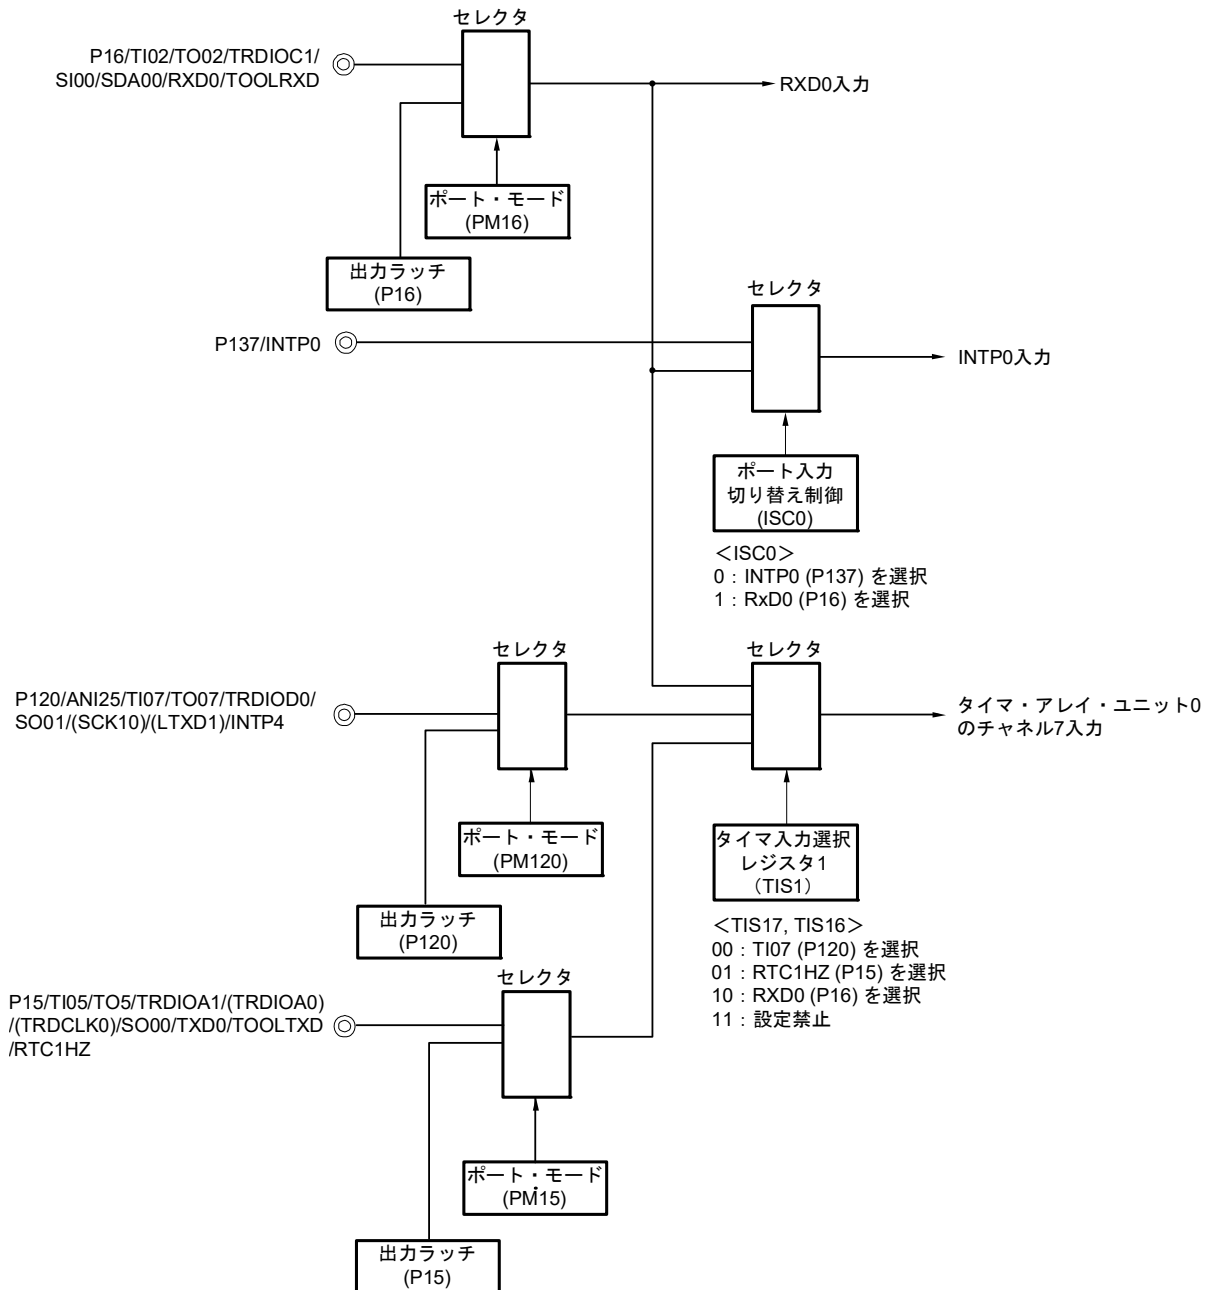 セレクタ
P16/TI02/TO02/TRDIOC1/
SI00/SDA00/RXD0/TOOLRXD
RXD0入力
ポート・モード
(PM16)
出力ラッチ
(P16)
セレクタ
P137/INTP0
INTP0入力
ポート入力
切り替え制御
(ISC0)
<ISC0>
0：INTP0 (P137) を選択
1：RxD0 (P16) を選択
セレクタ
セレクタ
P120/ANI25/TI07/TO07/TRDIOD0/
SO01/(SCK10)/(LTXD1)/INTP4
タイマ・アレイ・ユニット0
のチャネル7入力
ポート・モード
(PM120)
タイマ入力選択
レジスタ1
（TIS1）
出力ラッチ
(P120)
<TIS17, TIS16>
00：TI07 (P120) を選択
01：RTC1HZ (P15) を選択
10：RXD0 (P16) を選択
11：設定禁止
セレクタ
P15/TI05/TO5/TRDIOA1/(TRDIOA0)
/(TRDCLK0)/SO00/TXD0/TOOLTXD
/RTC1HZ
ポート・モード
(PM15)
出力ラッチ
(P15)